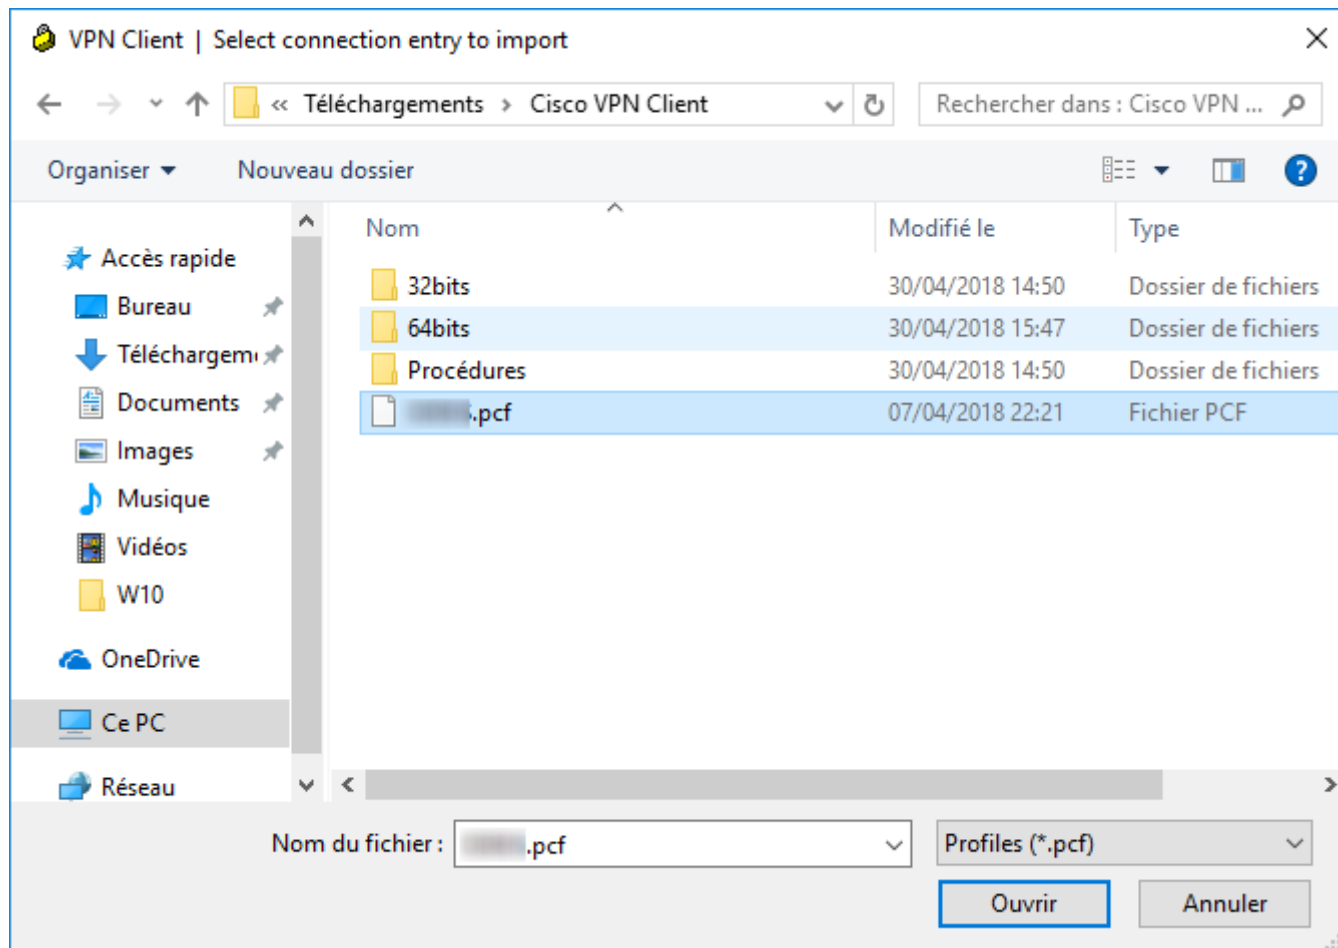 VPN Client | Select connection entry to import
« Téléchargements › Cisco VPN Client
Rechercher dans : Cisco VPN ...
Organiser
Nouveau dossier
Nom
Modifié le
Type
Accès rapide
Bureau
Téléchargem
Documents
Images
Musique
Vidéos
W10
OneDrive
Ce PC
Réseau
32bits 30/04/2018 14:50 Dossier de fichiers
64bits 30/04/2018 15:47 Dossier de fichiers
Procédures 30/04/2018 14:50 Dossier de fichiers
.pcf 07/04/2018 22:21 Fichier PCF
Nom du fichier : .pcf
Profiles (*.pcf)
Ouvrir
Annuler